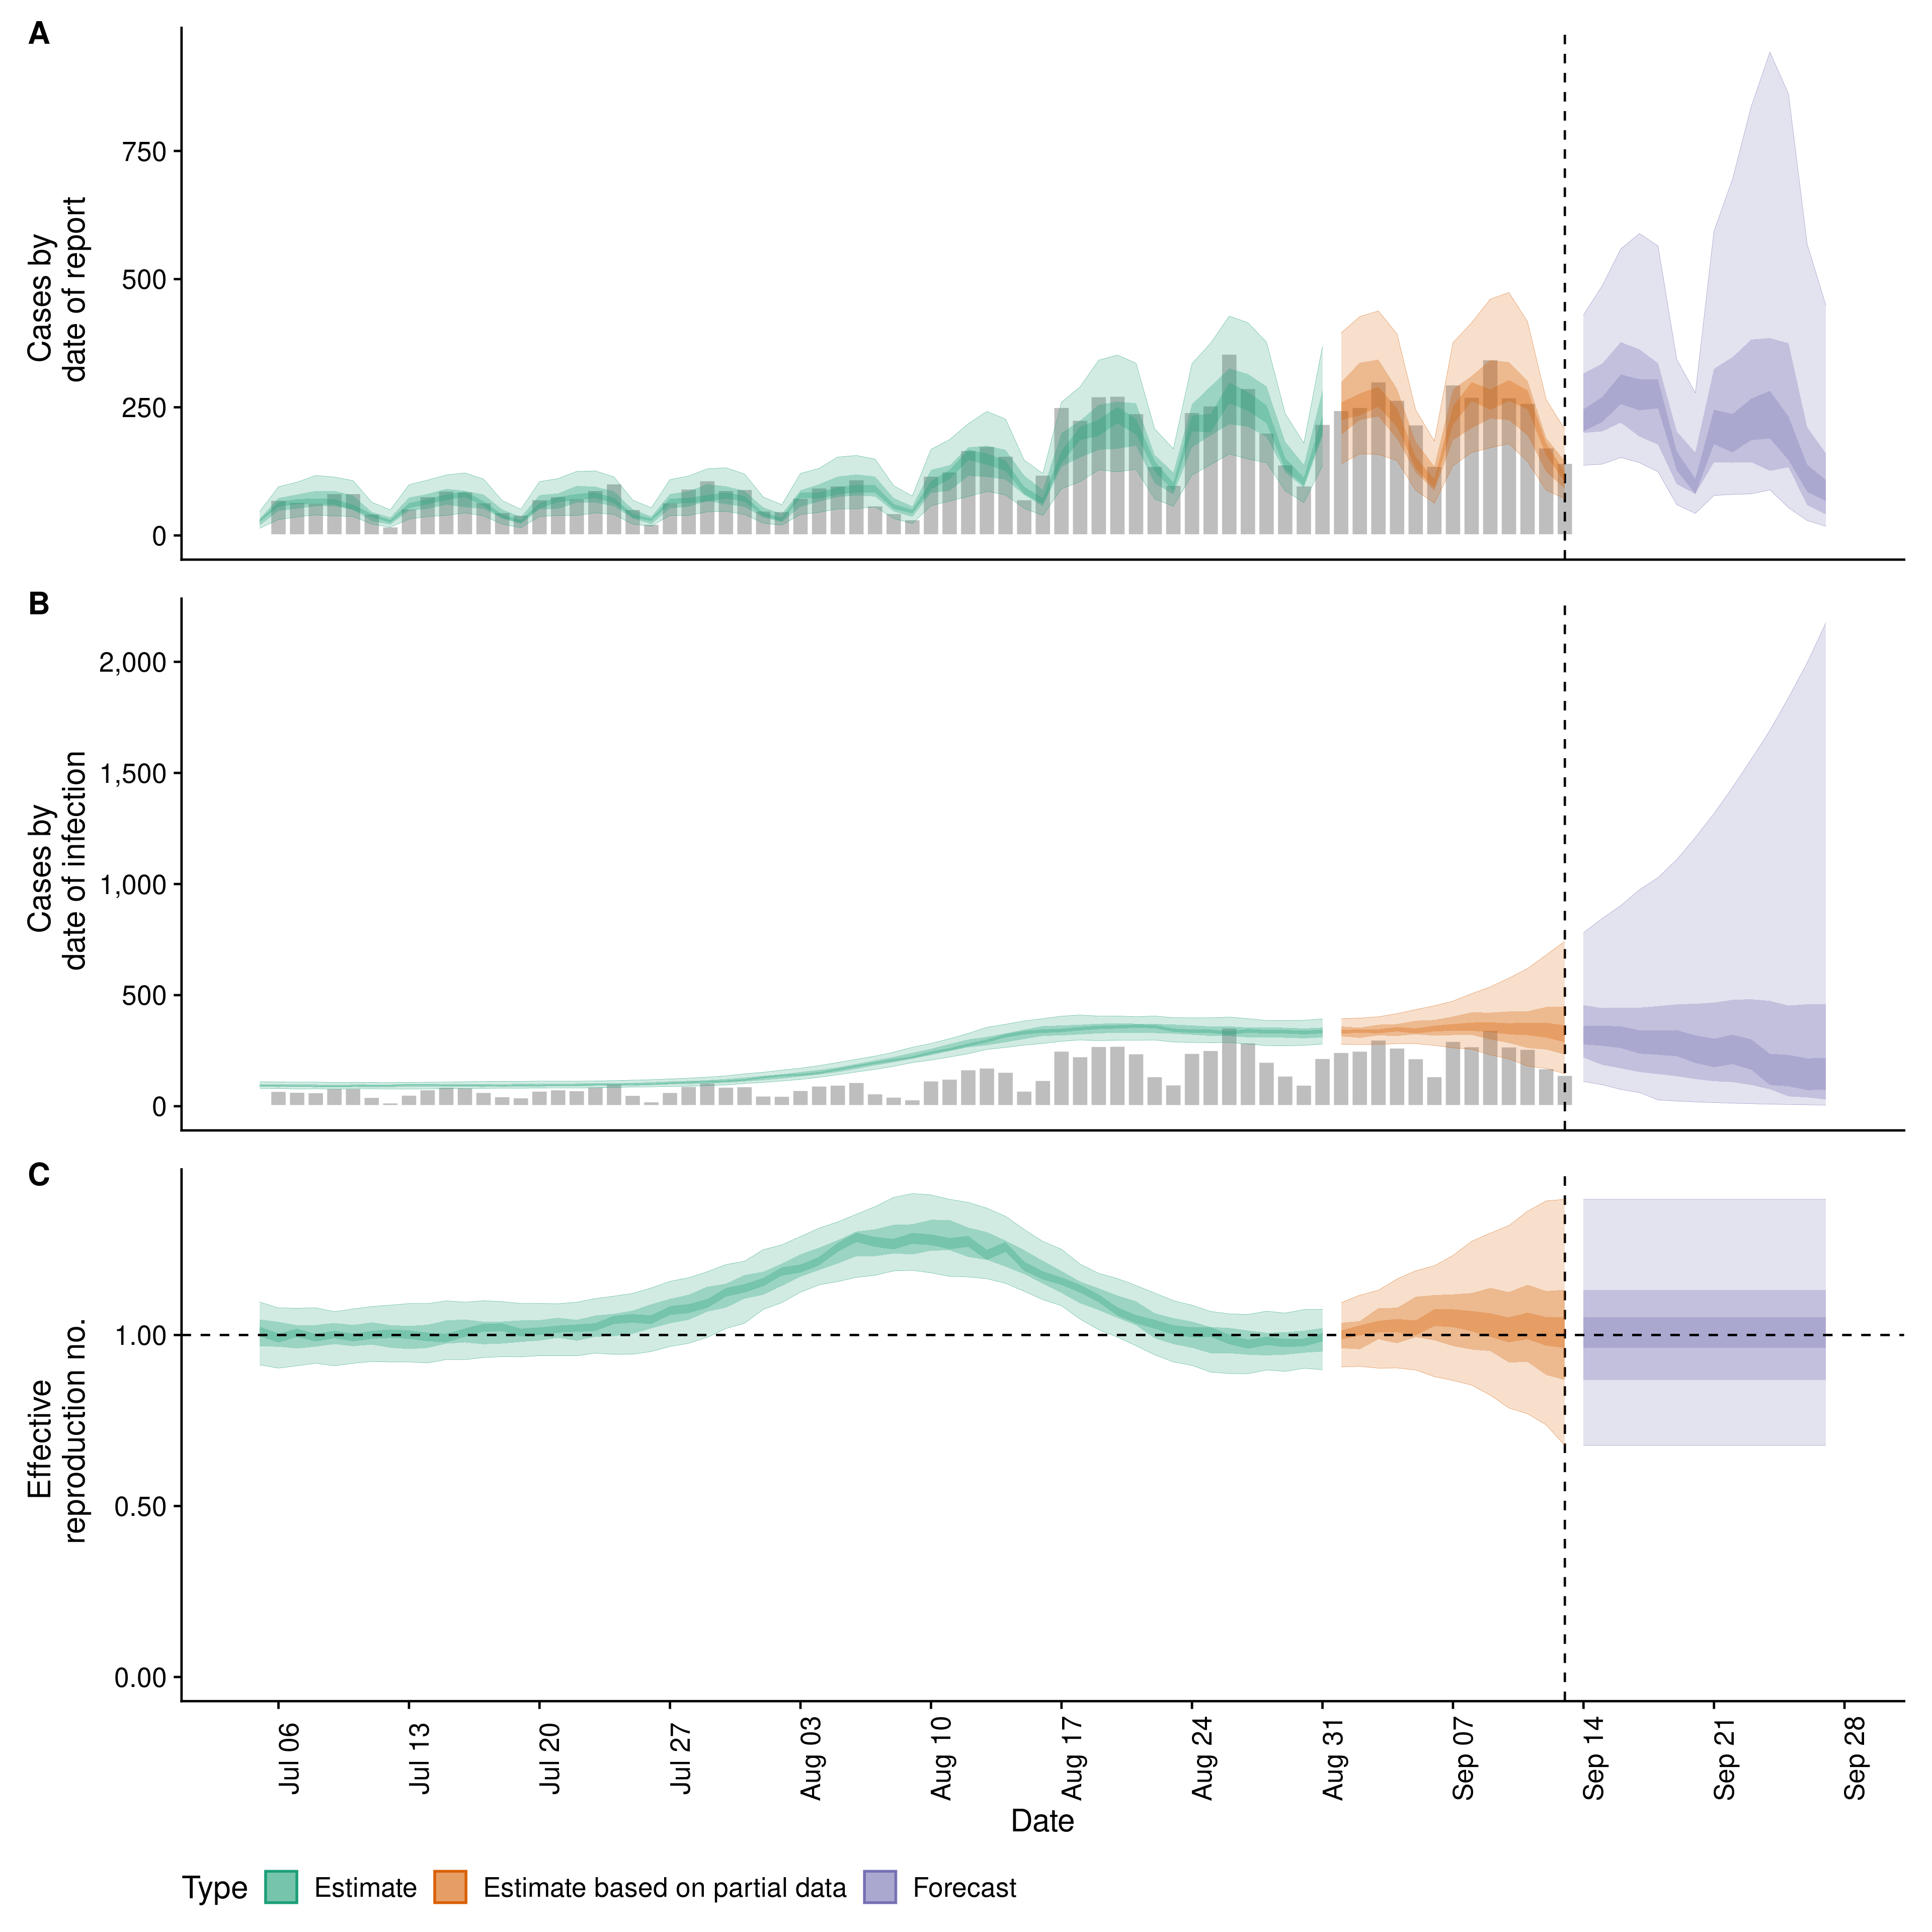 A
Cases by
date of report
750
500
250
0
B
Cases by
date of infection
2,000
1,500
1,000
500
0
C
Effective
reproduction no.
1.00
0.50
0.00
Jul 06
Jul 13
Jul 20
Jul 27
Aug 03
Aug 10
Aug 17
Aug 24
Aug 31
Sep 07
Sep 14
Sep 21
Sep 28
Date
Type Estimate Estimate based on partial data Forecast